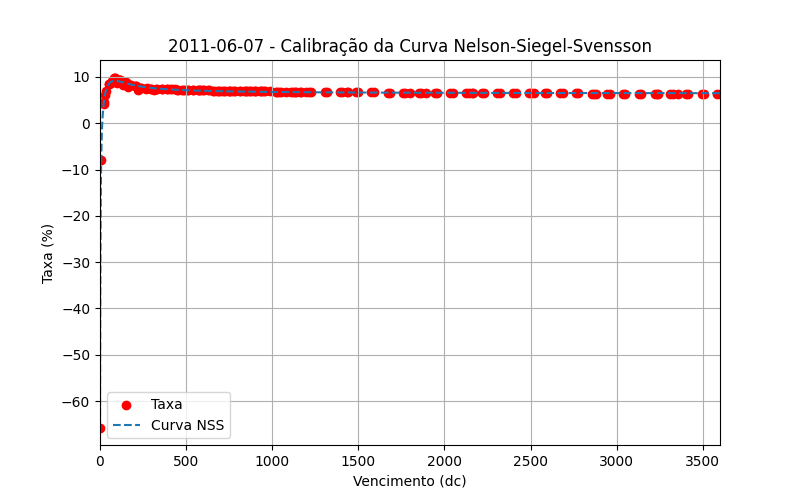 2011-06-07 - Calibração da Curva Nelson-Siegel-Svensson
Taxa (%)
10
0
−10
−20
−30
−40
−50
−60
Taxa
Curva NSS
0 500 1000 1500 2000 2500 3000 3500
Vencimento (dc)